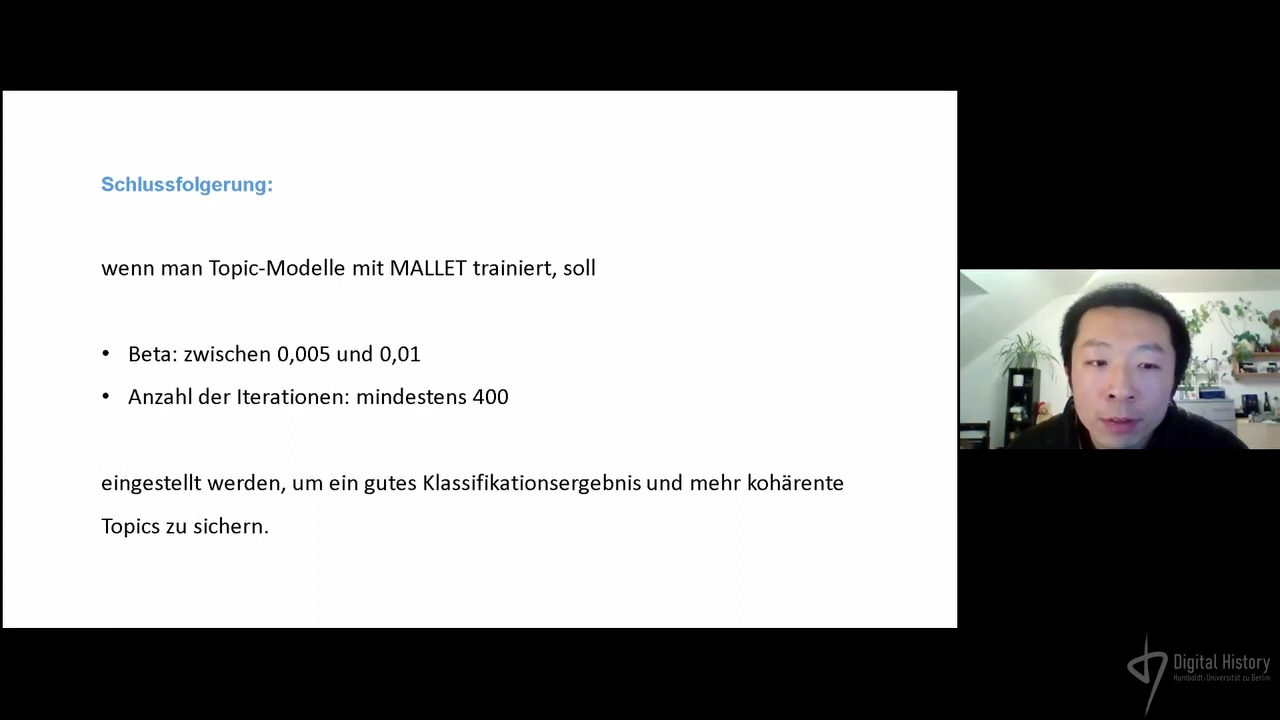 Schlussfolgerung:
wenn man Topic-Modelle mit MALLET trainiert, soll
• Beta: zwischen 0,005 und 0,01
• Anzahl der Iterationen: mindestens 400
eingestellt werden, um ein gutes Klassifikationsergebnis und mehr kohärente
Topics zu sichern.
Digital History
Humboldt-Universität zu Berlin